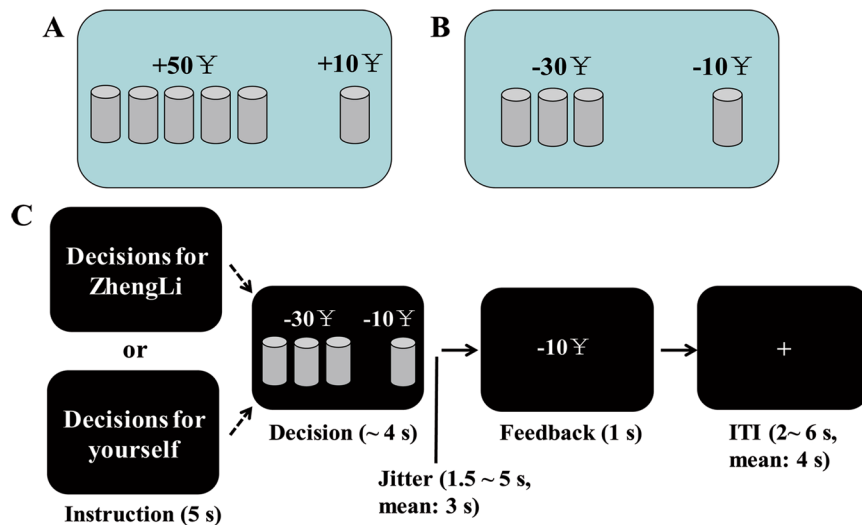 A
+50 ¥ +10 ¥
B
-30 ¥ -10 ¥
C
Decisions for
ZhengLi
or
Decisions for
yourself
Instruction (5 s)
-30 ¥ -10 ¥
Decision (~ 4 s)
Jitter (1.5 ~ 5 s,
mean: 3 s)
-10 ¥
Feedback (1 s)
+
ITI (2~ 6 s,
mean: 4 s)